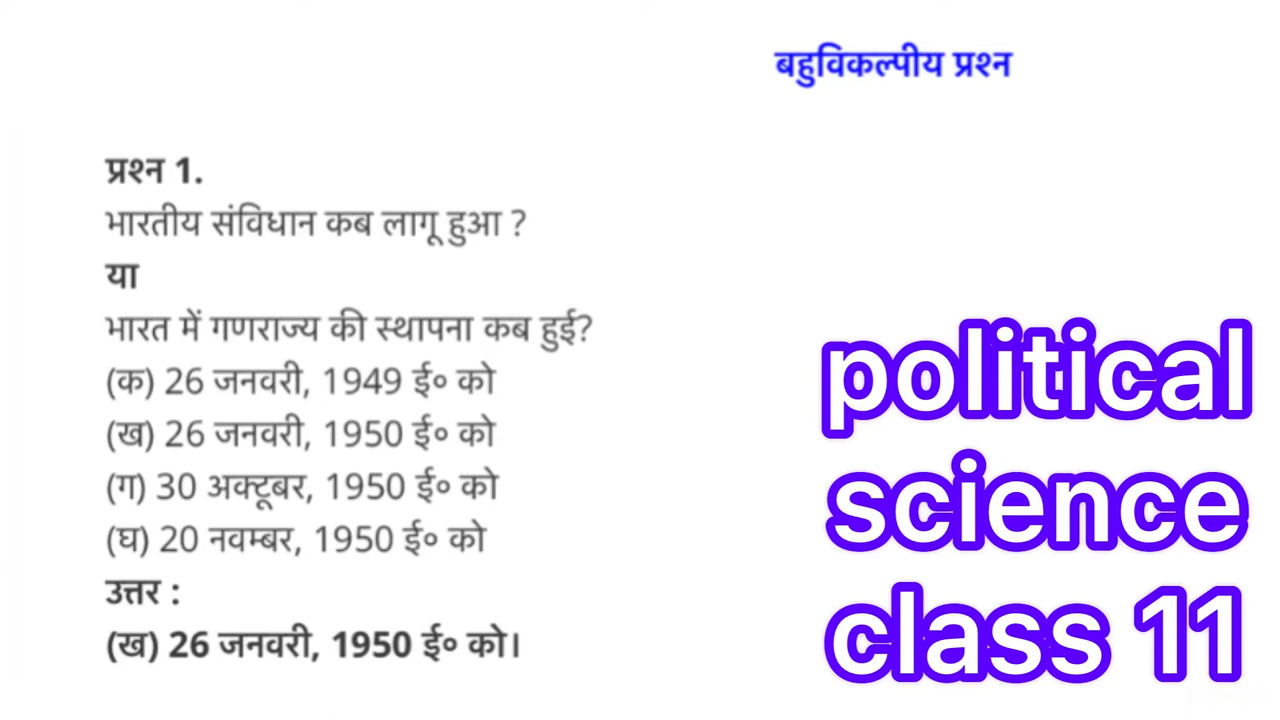 बहुविकल्पीय प्रश्न
प्रश्न 1.
भारतीय संविधान कब लागू हुआ ?
या
भारत में गणराज्य की स्थापना कब हुई?
(क) 26 जनवरी, 1949 ई० को
(ख) 26 जनवरी, 1950 ई० को
(ग) 30 अक्टूबर, 1950 ई० को
(घ) 20 नवम्बर, 1950 ई० को
उत्तर :
(ख) 26 जनवरी, 1950 ई० को।
political
science
class 11